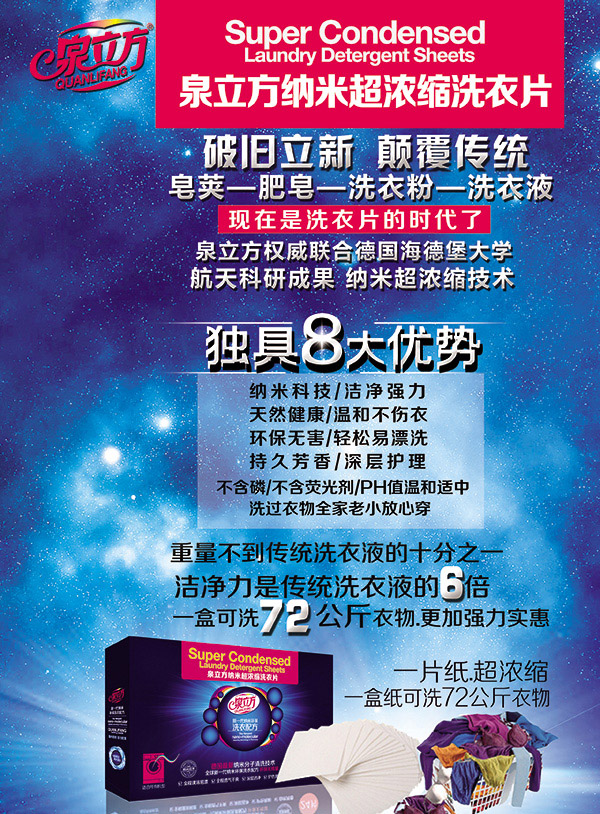 泉立方®
QUANLIFANG
Super Condensed
Laundry Detergent Sheets
泉立方纳米超浓缩洗衣片
破旧立新 颠覆传统
皂荚—肥皂—洗衣粉—洗衣液
现在是洗衣片的时代了
泉立方权威联合德国海德堡大学
航天科研成果 纳米超浓缩技术
独具8大优势
纳米科技/洁净强力
天然健康/温和不伤衣
环保无害/轻松易漂洗
持久芳香/深层护理
不含磷/不含荧光剂/PH值温和适中
洗过衣物全家老小放心穿
重量不到传统洗衣液的十分之一
洁净力是传统洗衣液的6倍
一盒可洗72公斤衣物.更加强力实惠
一片纸.超浓缩
一盒纸可洗72公斤衣物
Super Condensed
Laundry Detergent Sheets
泉立方纳米超浓缩洗衣片
泉立方
洗衣配方